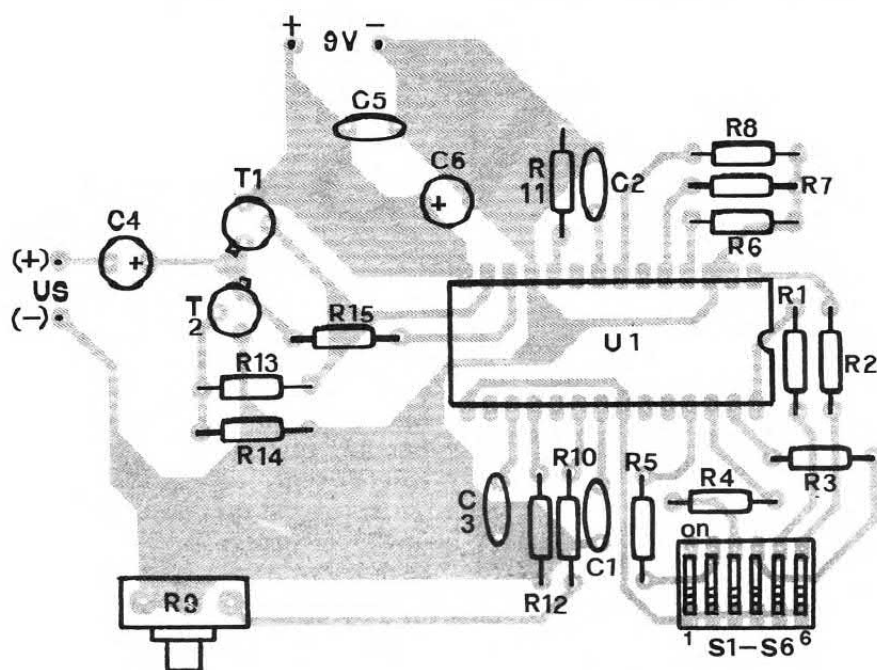 + 9V −
C5
C6
R
11
C2
R8
R7
R6
T1
C4
+
+
(+)
US
(−)
T
2
R15
U1
R1
R2
R13
R14
R3
R4
R5
R10
C
3
C1
R12
on
R9
1 S1–S6 6